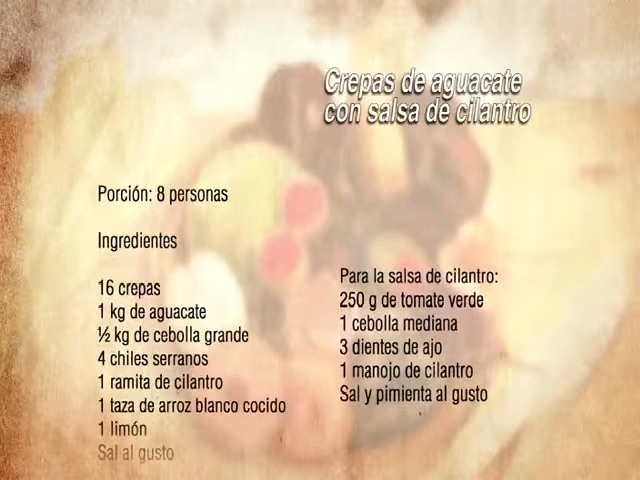 Crepas de aguacate
con salsa de cilantro
Porción: 8 personas
Ingredientes
16 crepas
1 kg de aguacate
½ kg de cebolla grande
4 chiles serranos
1 ramita de cilantro
1 taza de arroz blanco cocido
1 limón
Sal al gusto
Para la salsa de cilantro:
250 g de tomate verde
1 cebolla mediana
3 dientes de ajo
1 manojo de cilantro
Sal y pimienta al gusto